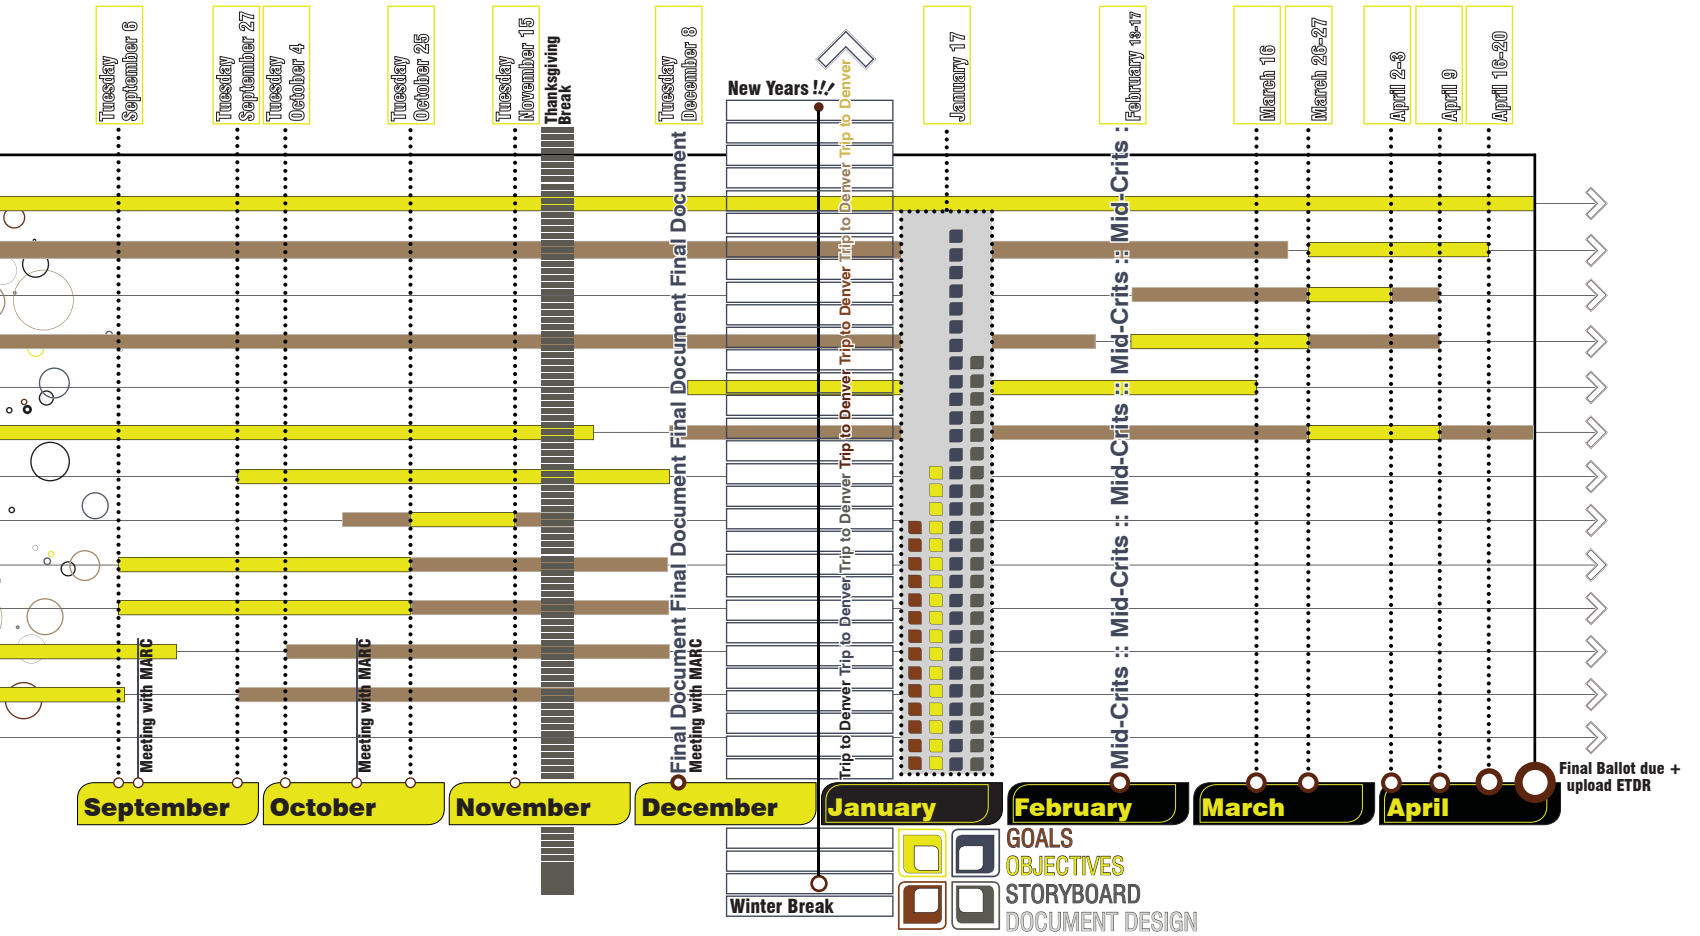 Tuesday
September 6
Tuesday
September 27
Tuesday
October 4
Tuesday
October 25
Tuesday
November 15
Thanksgiving
Break
Tuesday
December 8
New Years !!!
January 17
February 13-17
March 16
March 26-27
April 2-3
April 9
April 16-20
Final Document Final Document Final Document Final Document Final Document
Trip to Denver Trip to Denver Trip to Denver Trip to Denver Trip to Denver Trip to Denver Trip to Denver
Mid-Crits :: Mid-Crits :: Mid-Crits :: Mid-Crits :: Mid-Crits :
Meeting with MARC
Meeting with MARC
Meeting with MARC
September
October
November
December
January
February
March
April
Final Ballot due +
upload ETDR
Winter Break
GOALS
OBJECTIVES
STORYBOARD
DOCUMENT DESIGN